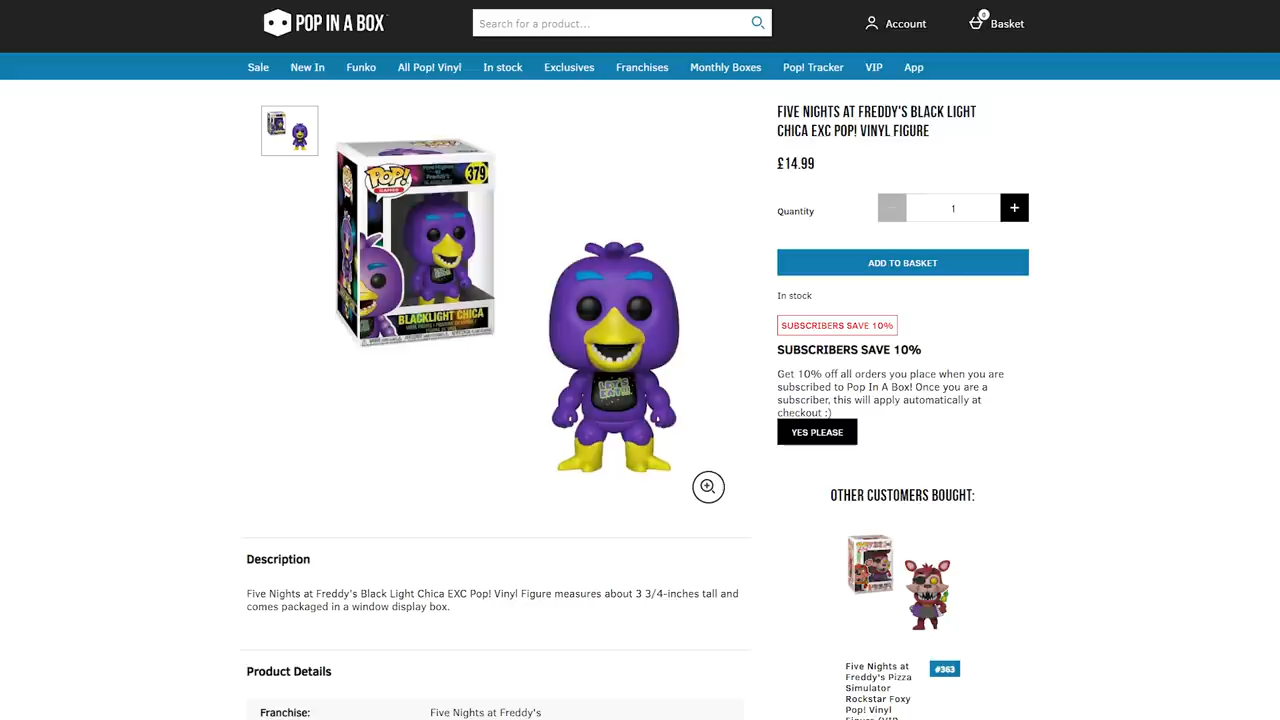 POP IN A BOX
Search for a product...
Account
0
Basket
Sale
New In
Funko
All Pop! Vinyl
In stock
Exclusives
Franchises
Monthly Boxes
Pop! Tracker
VIP
App
FIVE NIGHTS AT FREDDY'S BLACK LIGHT
CHICA EXC POP! VINYL FIGURE
£14.99
Quantity
1
+
ADD TO BASKET
In stock
SUBSCRIBERS SAVE 10%
SUBSCRIBERS SAVE 10%
Get 10% off all orders you place when you are
subscribed to Pop In A Box! Once you are a
subscriber, this will apply automatically at
checkout :)
YES PLEASE
POP!
379
BLACKLIGHT CHICA
LET'S
EAT!!!
OTHER CUSTOMERS BOUGHT:
Five Nights at
Freddy's Pizza
Simulator
Rockstar Foxy
Pop! Vinyl
#363
Description
Five Nights at Freddy's Black Light Chica EXC Pop! Vinyl Figure measures about 3 3/4-inches tall and
comes packaged in a window display box.
Product Details
Franchise:
Five Nights at Freddy's